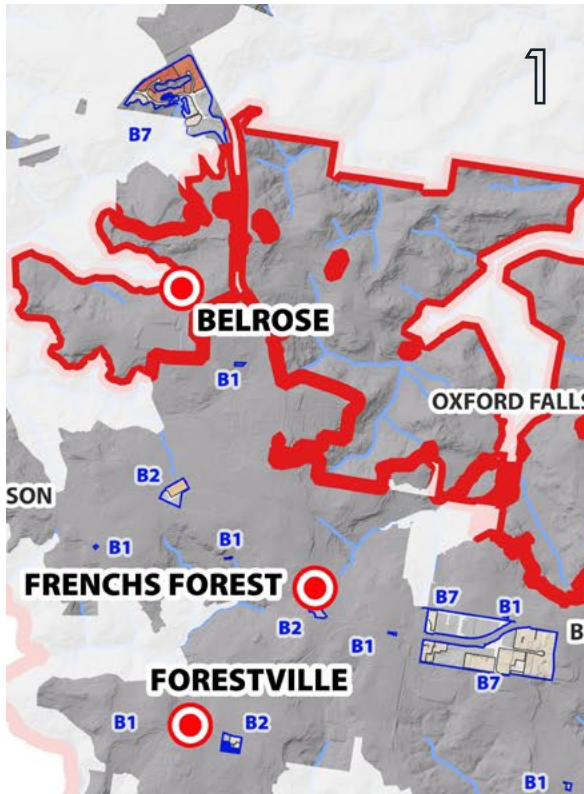 1
B7
BELROSE
B1
OXFORD FALLS
B2
SON
B1
B1
FRENCHS FOREST
B7
B1
B2
B1
B
B7
FORESTVILLE
B1
B2
B1